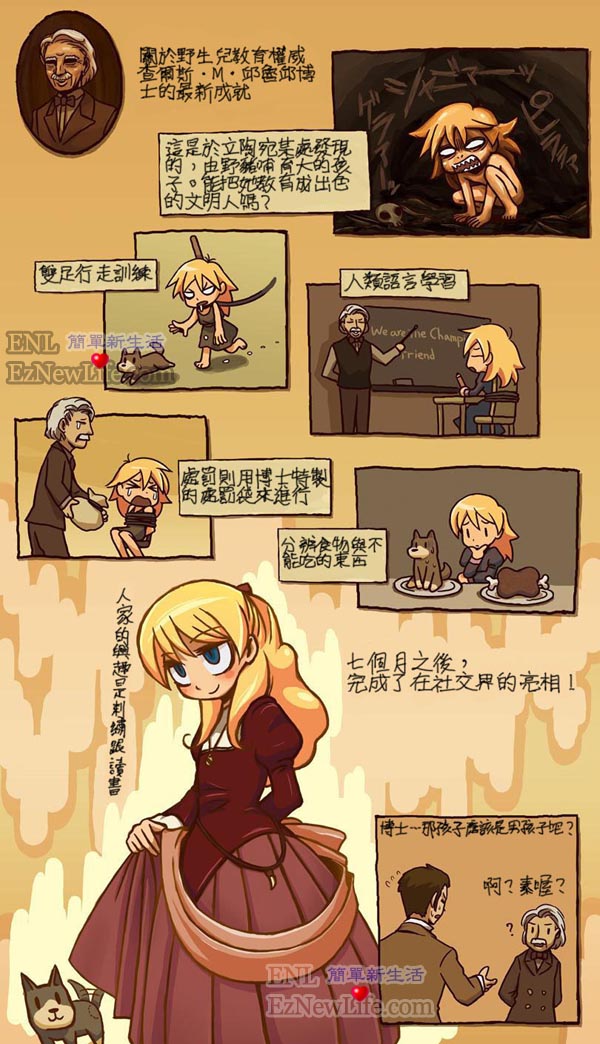 關於野生兒教育權威
查爾斯·M·邱魯邱博
士的最新成就
這是於立陶宛某處發現
的，由野豬哺育大的孩
子。能把她教育成出色
的文明人嗎？
雙足行走訓練
人類語言學習
We are the Champ
friend
ENL 簡單新生活
EzNewLife.com
處罰則用博士特製
的處罰袋來進行
分辨食物與不
能吃的東西
人家的興趣是刺繡跟讀書
七個月之後，
完成了在社交界的亮相！
博士…那孩子應該是男孩子吧？
啊？素喔？
?
ENL 簡單新生活
EzNewLife.com